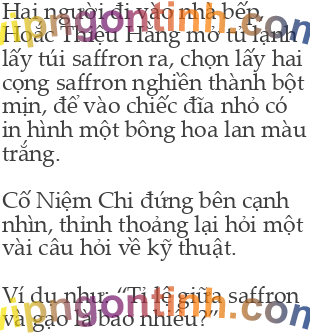 Hai người đi vào nhà bếp.
Hoắc Thiệu Hằng mở tủ lạnh
lấy túi saffron ra, chọn lấy hai
cọng saffron nghiền thành bột
mịn, để vào chiếc đĩa nhỏ có
in hình một bông hoa lan màu
trắng.

Cố Niệm Chi đứng bên cạnh
nhìn, thỉnh thoảng lại hỏi một
vài câu hỏi về kỹ thuật.

Ví dụ như: “Tỉ lệ giữa saffron
và gạo là bao nhiêu?”
vipngontinh.com
vipngontinh.com